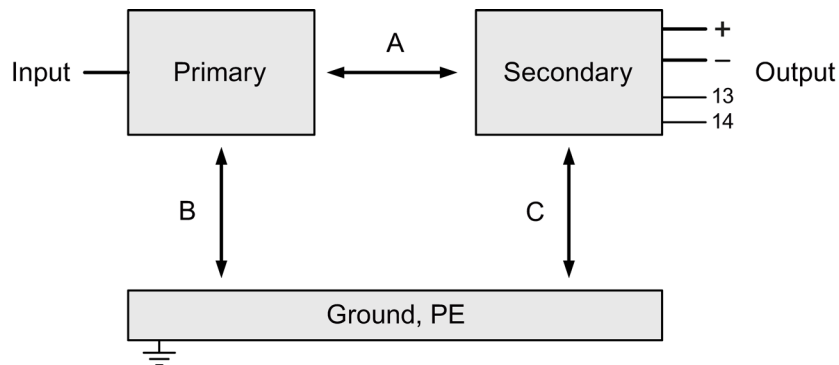 Input
Primary
A
Secondary
+
–
13
14
Output
B
C
Ground, PE